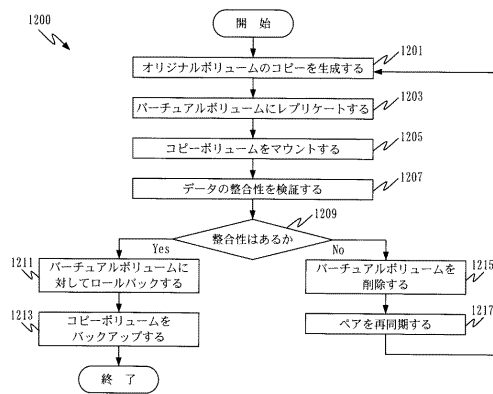 1200
開 始
オリジナルボリュームのコピーを生成する
1201
バーチュアルボリュームにレプリケートする
1203
コピーボリュームをマウントする
1205
データの整合性を検証する
1207
整合性はあるか
1209
Yes
No
1211
バーチュアルボリュームに
対してロールバックする
1213
コピーボリュームを
バックアップする
終 了
バーチュアルボリュームを
削除する
1215
ペアを再同期する
1217